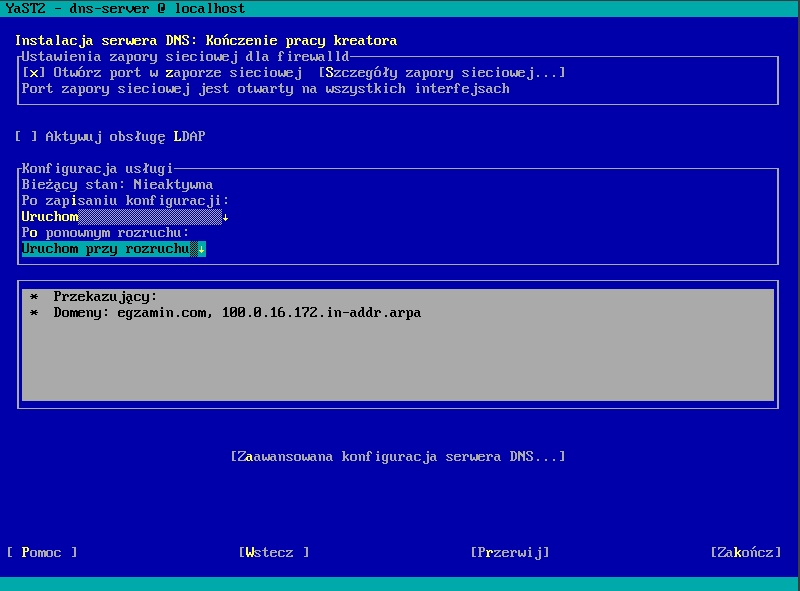 YaST2 - dns-server @ localhost
Instalacja serwera DNS: Kończenie pracy kreatora
Ustawienia zapory sieciowej dla firewalld
[x] Otwórz port w zaporze sieciowej [Szczegóły zapory sieciowej...]
Port zapory sieciowej jest otwarty na wszystkich interfejsach
[ ] Aktywuj obsługę LDAP
Konfiguracja usługi
Bieżący stan: Nieaktywna
Po zapisaniu konfiguracji:
Uruchom↓
Po ponownym rozruchu:
Uruchom przy rozruchu↓
* Przekazujący:
* Domeny: egzamin.com, 100.0.16.172.in-addr.arpa
[Zaawansowana konfiguracja serwera DNS...]
[ Pomoc ] [Wstecz ] [Przerwij] [Zakończ]